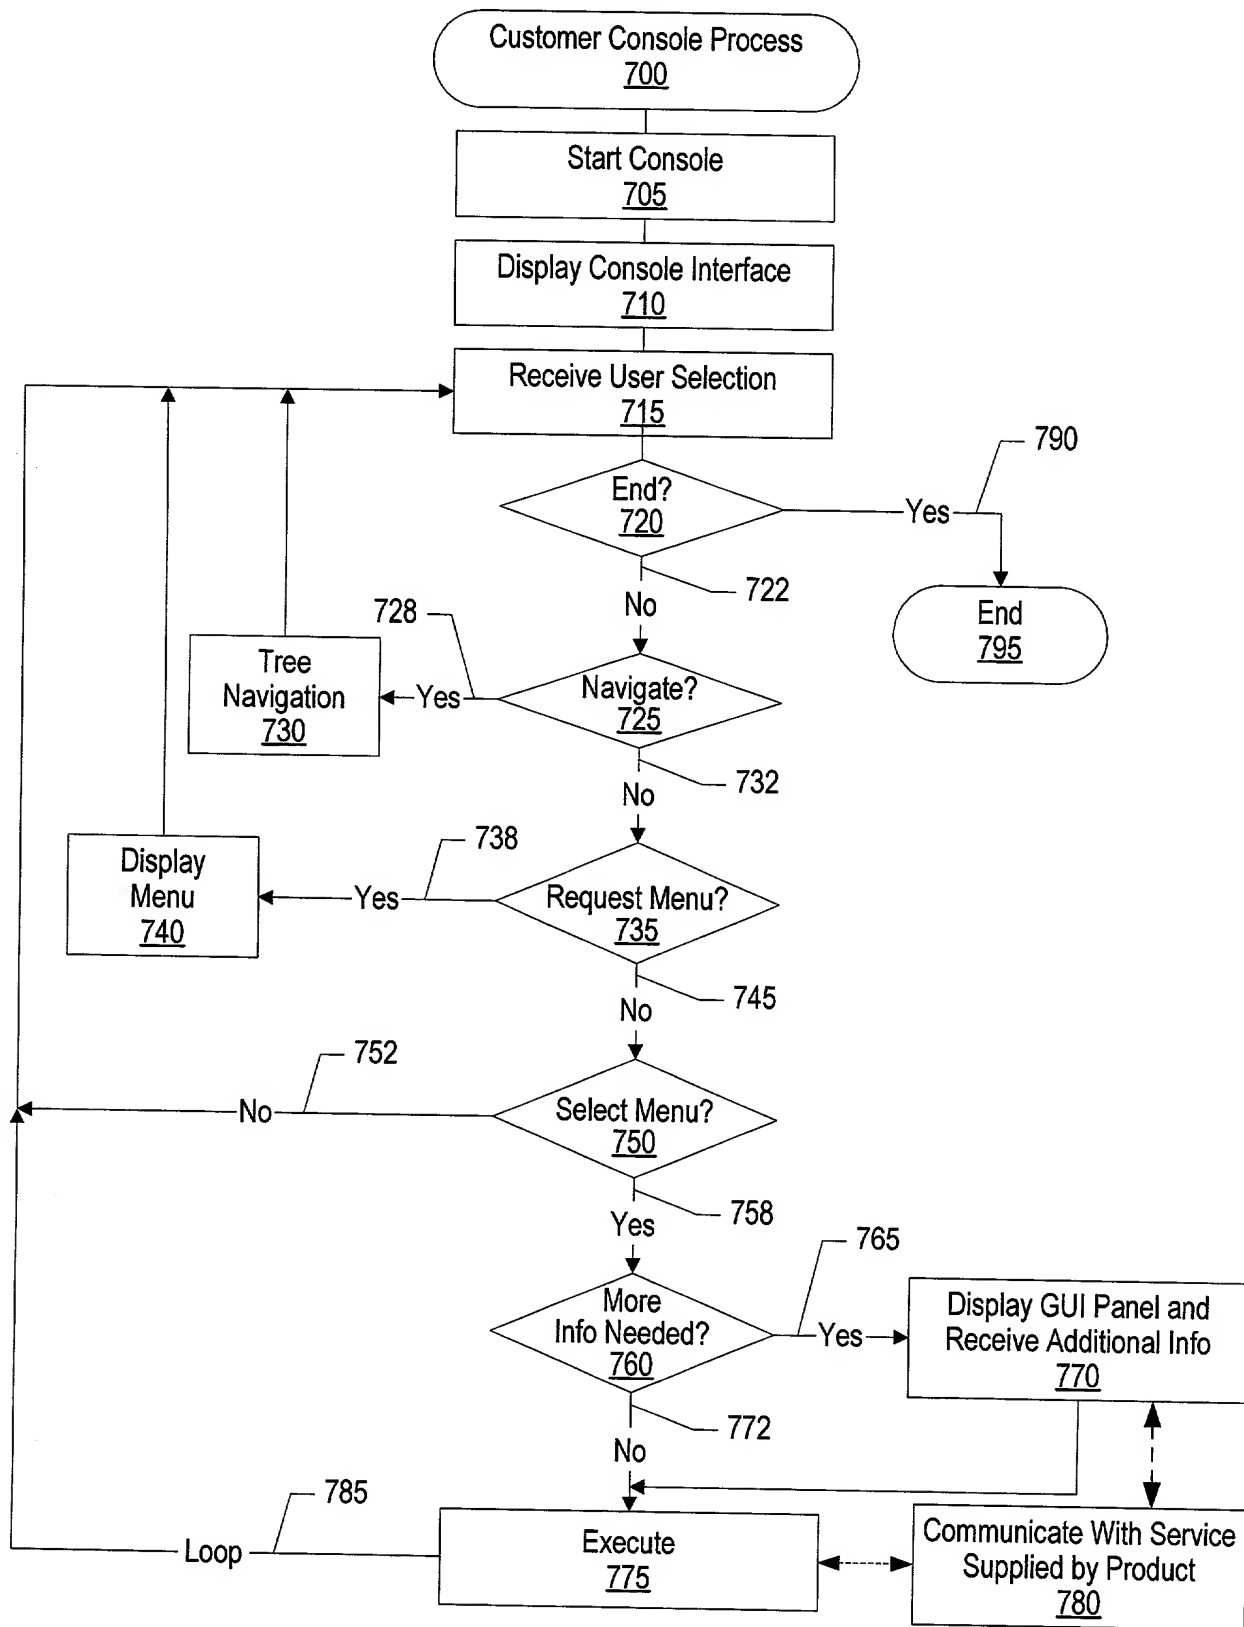 Customer Console Process
700
Start Console
705
Display Console Interface
710
Receive User Selection
715
790
End?
720
Yes
722
No
End
795
728
Tree
Navigation
730
Yes
Navigate?
725
732
No
738
Display
Menu
740
Yes
Request Menu?
735
745
No
752
No
Select Menu?
750
758
Yes
765
More
Info Needed?
760
Yes
Display GUI Panel and
Receive Additional Info
770
772
No
785
Loop
Execute
775
Communicate With Service
Supplied by Product
780